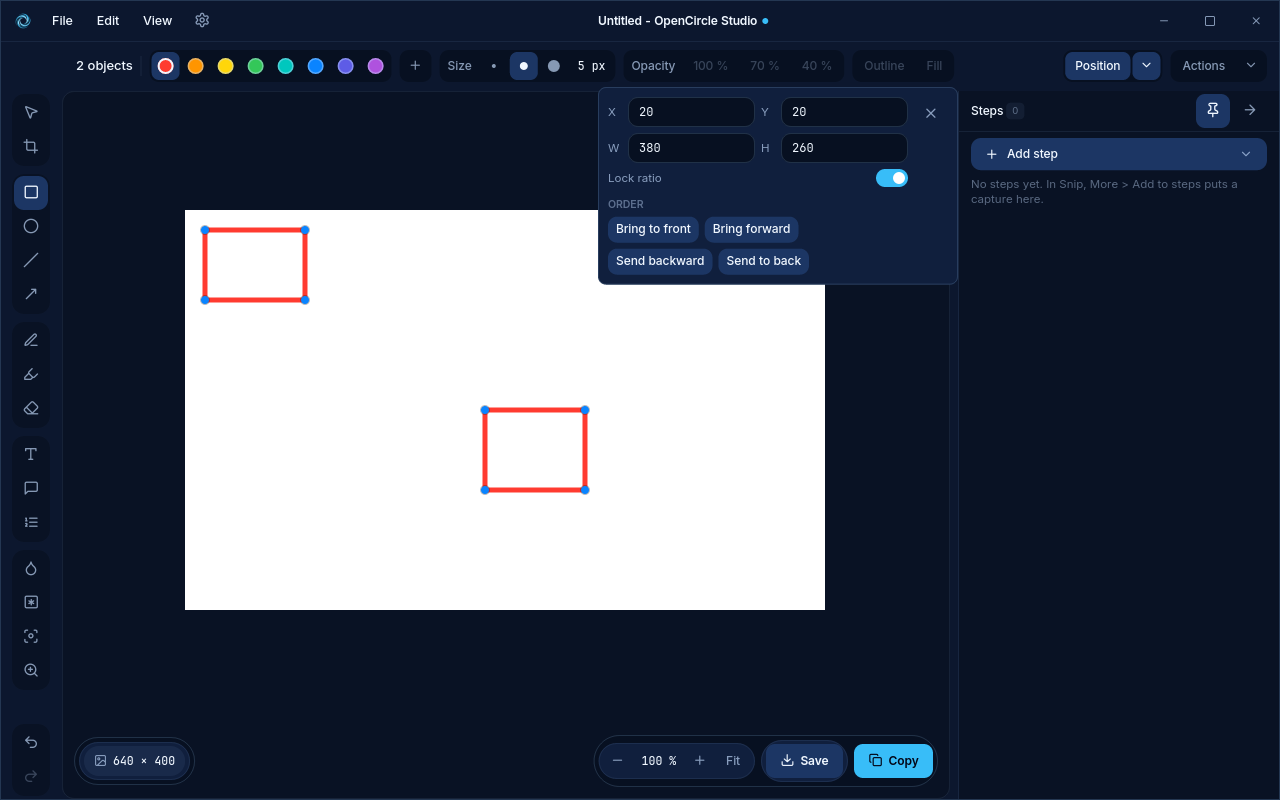 File Edit View Untitled - OpenCircle Studio
2 objects Size 5 px Opacity 100 % 70 % 40 % Outline Fill Position Actions
X 20 Y 20
W 380 H 260
Lock ratio
ORDER
Bring to front Bring forward
Send backward Send to back
Steps 0
Add step
No steps yet. In Snip, More > Add to steps puts a
capture here.
640 × 400 100 % Fit Save Copy